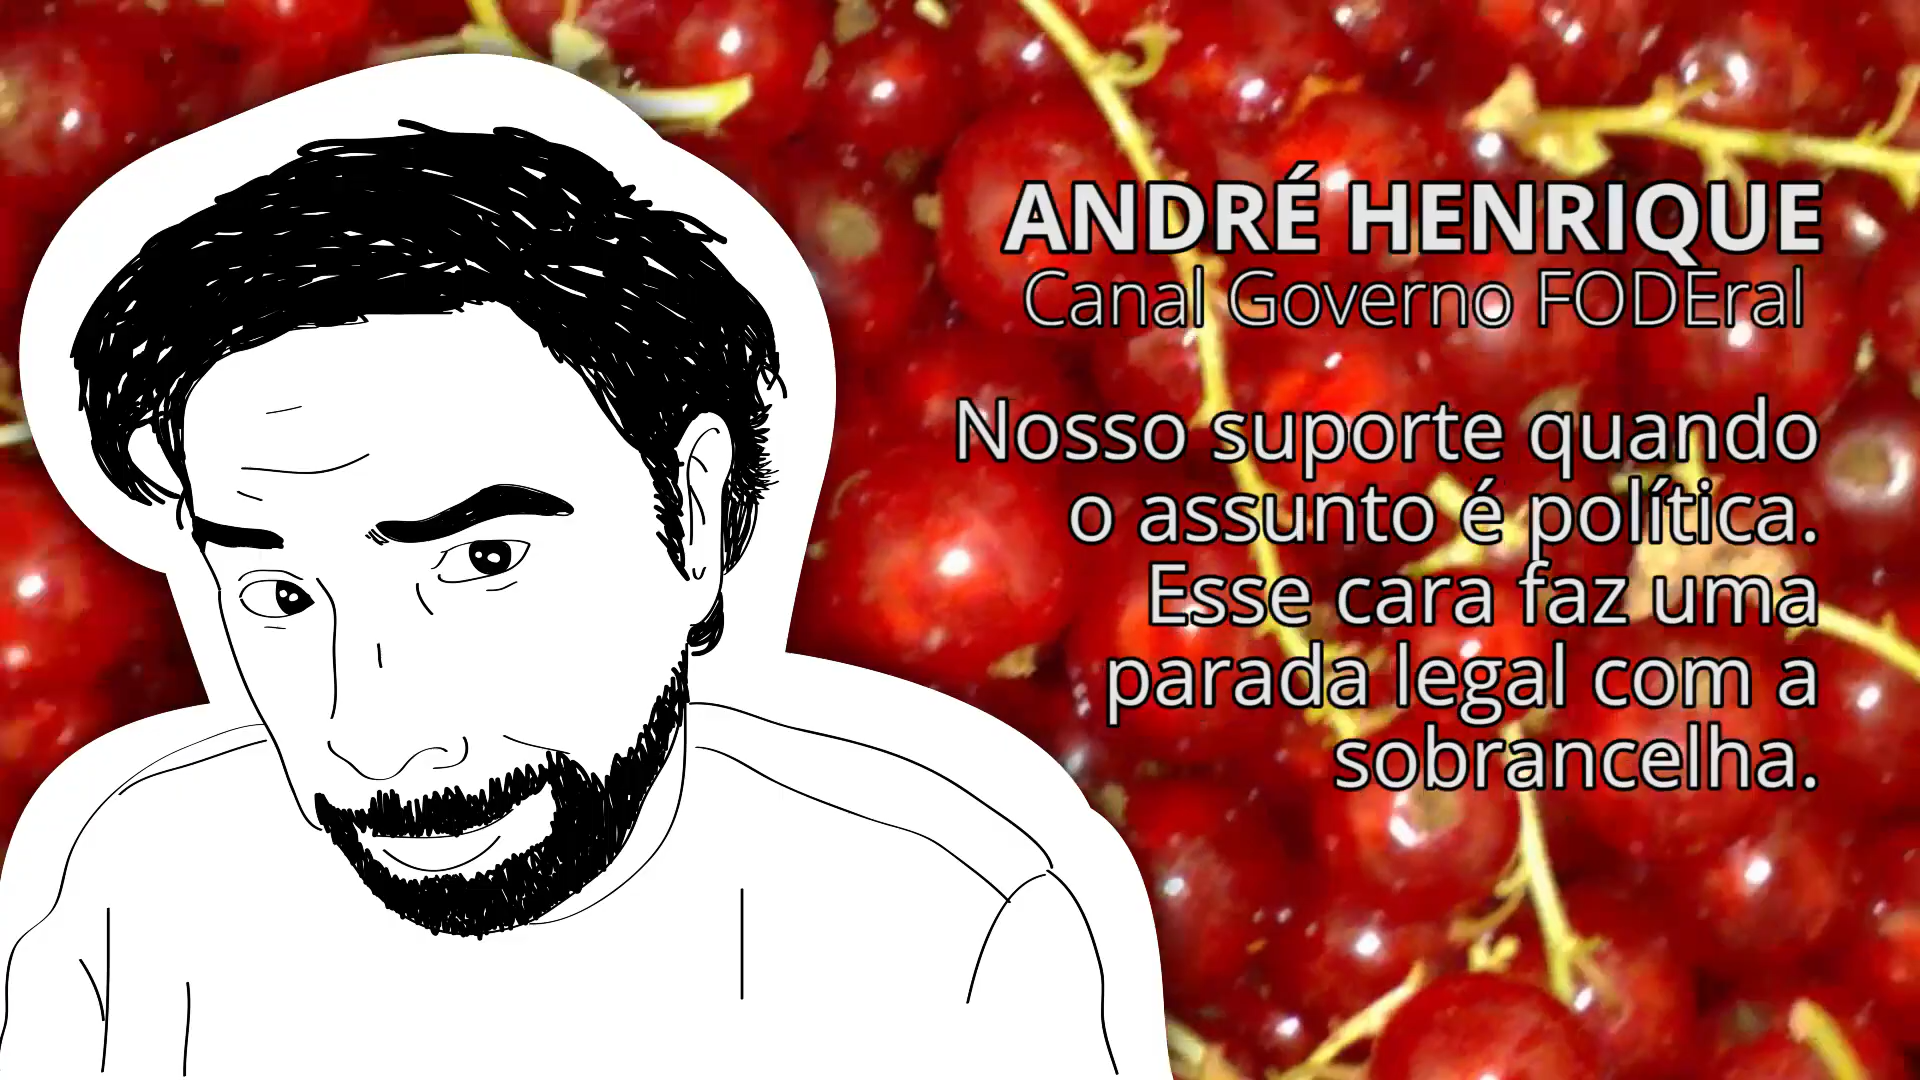 ANDRÉ HENRIQUE
Canal Governo FODEral
Nosso suporte quando
o assunto é política.
Esse cara faz uma
parada legal com a
sobrancelha.